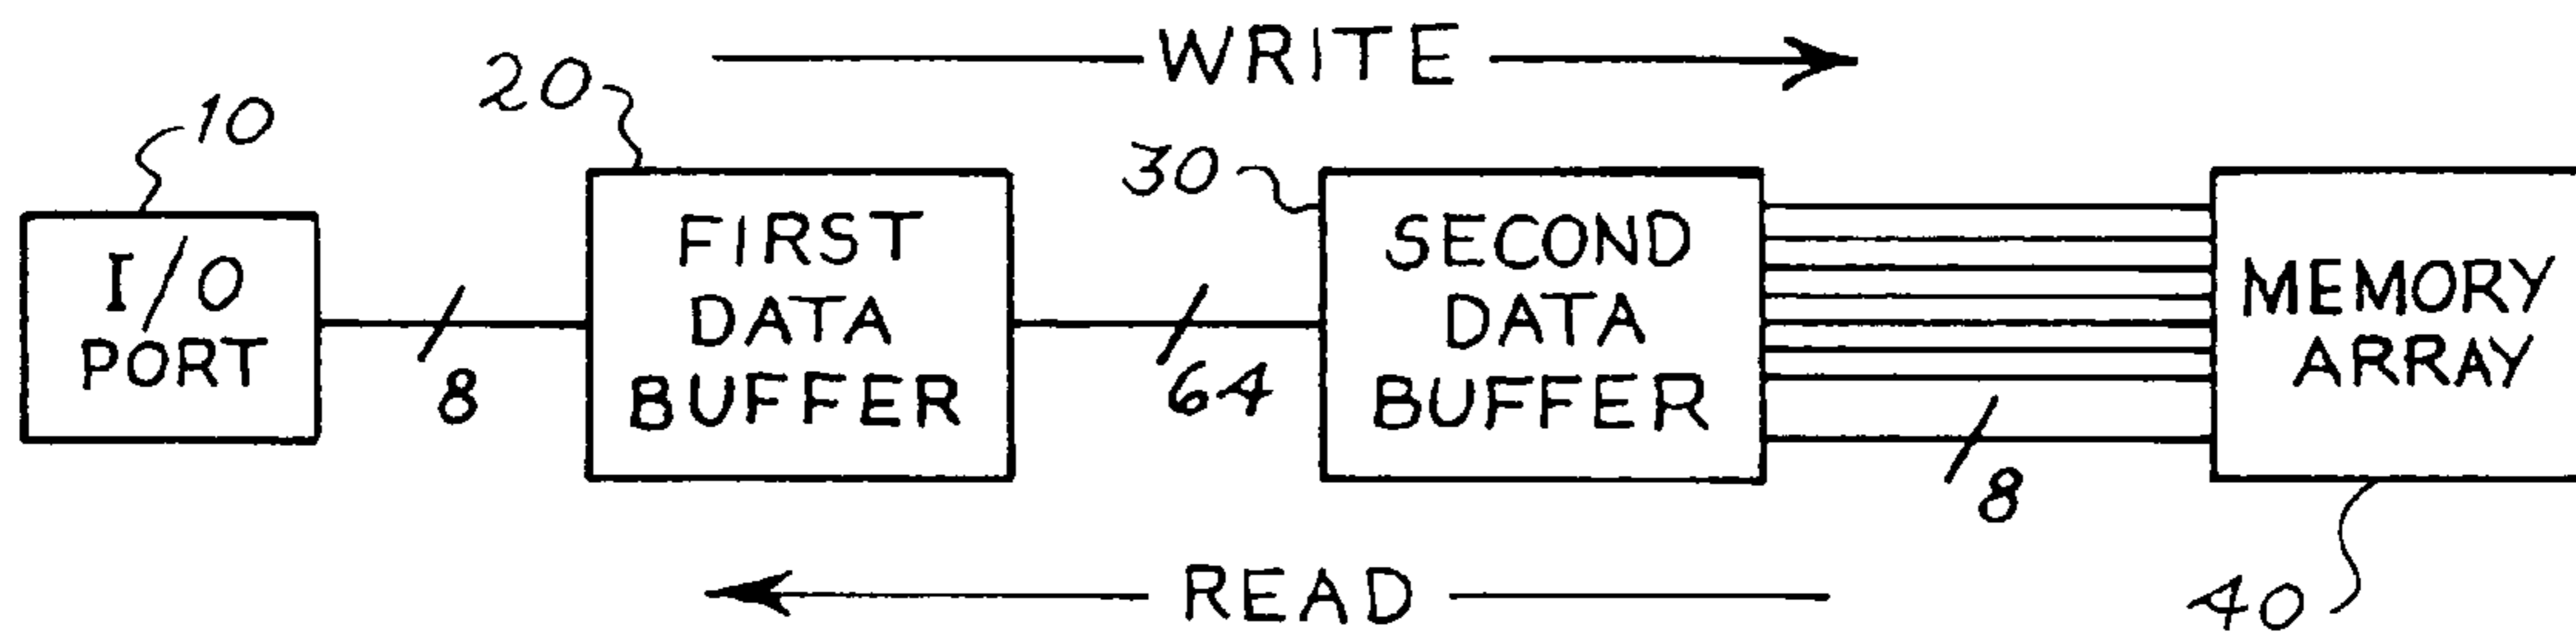 WRITE
10
20
30
I/O
PORT
8
FIRST
DATA
BUFFER
64
SECOND
DATA
BUFFER
8
MEMORY
ARRAY
40
READ